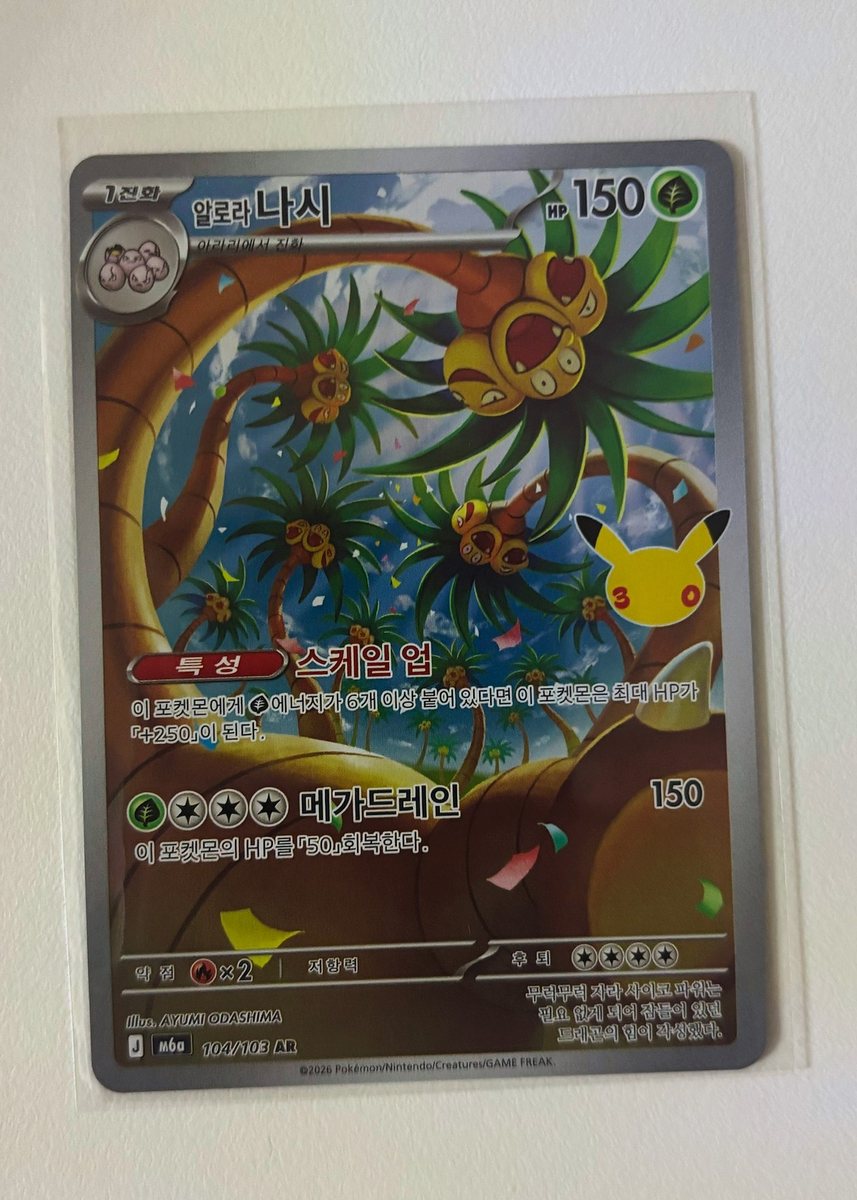 1진화
알로라 나시
HP 150
아라리에서 진화
30
특성 스케일 업
이 포켓몬에게 에너지가 6개 이상 붙어 있다면 이 포켓몬은 최대 HP가
「+250」이 된다.
메가드레인 150
이 포켓몬의 HP를 「50」회복한다.
약점 ×2 저항력 후퇴
무럭무럭 자라 사이코 파워는
필요 없게 되어 잠들어 있던
드래곤의 힘이 각성했다.
Illus. AYUMI ODASHIMA
J M6a 104/103 AR
©2026 Pokémon/Nintendo/Creatures/GAME FREAK.